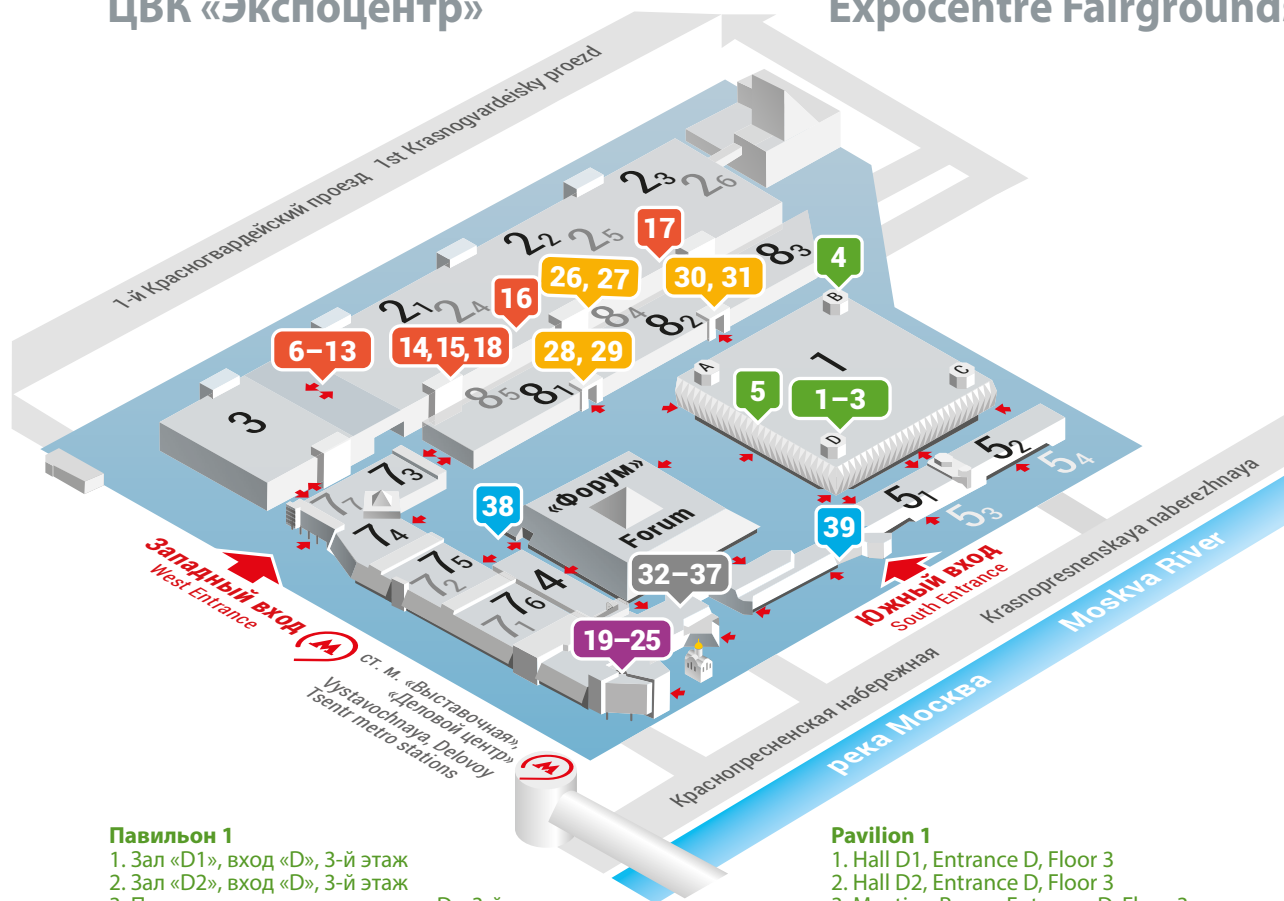 ЦВК «Экспоцентр»
Expocentre Fairgrounds
1-й Красногвардейский проезд 1st Krasnogvardeisky proezd
2₃
2₆
2₂
2₅
17
8₃
4
26, 27
30, 31
B
2₁
2₄
16
8₄
8₂
6–13
14, 15, 18
28, 29
1
A
C
5
1–3
3
8₅
8₁
D
5₂
5₄
7₃
7₇
«Форум»
Forum
38
5₁
5₃
39
7₄
7₅
7₂
4
7₆
7₁
32–37
19–25
Западный вход
West Entrance
Южный вход
South Entrance
ст. м. «Выставочная»,
«Деловой центр»
Vystavochnaya, Delovoy
Tsentr metro stations
Краснопресненская набережная Krasnopresnenskaya naberezhnaya
река Москва Moskva River
Павильон 1
1. Зал «D1», вход «D», 3-й этаж
2. Зал «D2», вход «D», 3-й этаж
Pavilion 1
1. Hall D1, Entrance D, Floor 3
2. Hall D2, Entrance D, Floor 3